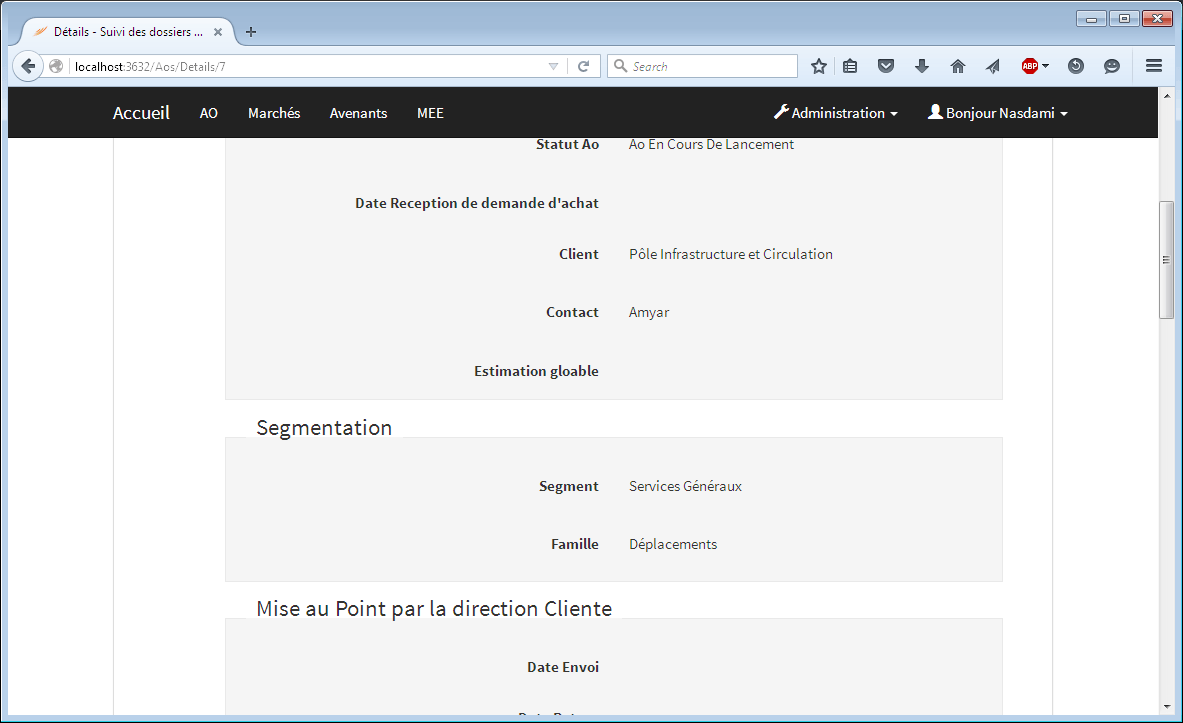 Détails - Suivi des dossiers ...
localhost:3632/Aos/Details/7
Search
ABP
Accueil AO Marchés Avenants MEE Administration Bonjour Nasdami
Statut Ao Ao En Cours De Lancement
Date Reception de demande d'achat
Client Pôle Infrastructure et Circulation
Contact Amyar
Estimation gloable
Segmentation
Segment Services Généraux
Famille Déplacements
Mise au Point par la direction Cliente
Date Envoi